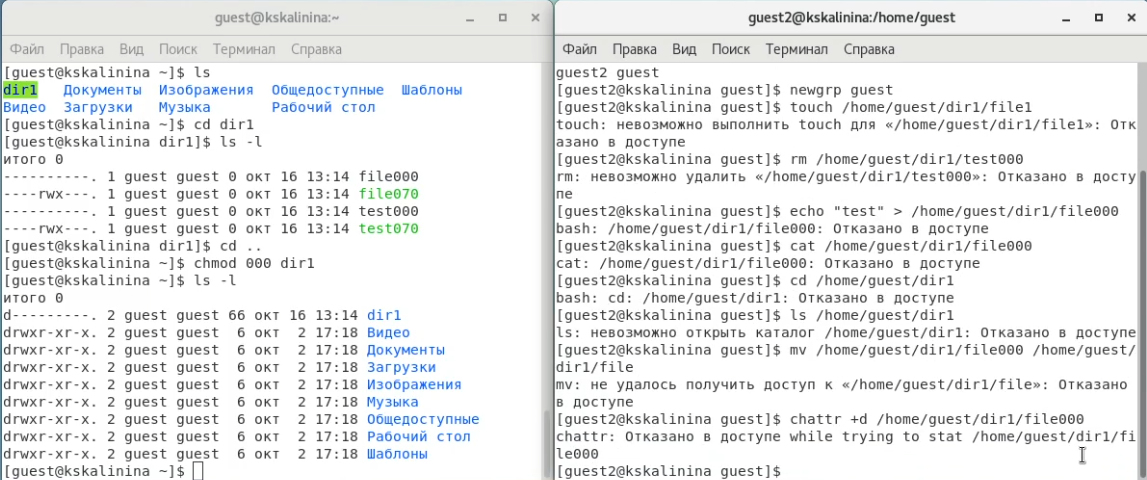 guest@kskalinina:~
Файл Правка Вид Поиск Терминал Справка
[guest@kskalinina ~]$ ls
dir1 Документы Изображения Общедоступные Шаблоны
Видео Загрузки Музыка Рабочий стол
[guest@kskalinina ~]$ cd dir1
[guest@kskalinina dir1]$ ls -l
итого 0
----------. 1 guest guest 0 окт 16 13:14 file000
----rwx---. 1 guest guest 0 окт 16 13:14 file070
----------. 1 guest guest 0 окт 16 13:14 test000
----rwx---. 1 guest guest 0 окт 16 13:14 test070
[guest@kskalinina dir1]$ cd ..
[guest@kskalinina ~]$ chmod 000 dir1
[guest@kskalinina ~]$ ls -l
итого 0
d---------. 2 guest guest 66 окт 16 13:14 dir1
drwxr-xr-x. 2 guest guest  6 окт  2 17:18 Видео
drwxr-xr-x. 2 guest guest  6 окт  2 17:18 Документы
drwxr-xr-x. 2 guest guest  6 окт  2 17:18 Загрузки
drwxr-xr-x. 2 guest guest  6 окт  2 17:18 Изображения
drwxr-xr-x. 2 guest guest  6 окт  2 17:18 Музыка
drwxr-xr-x. 2 guest guest  6 окт  2 17:18 Общедоступные
drwxr-xr-x. 2 guest guest  6 окт  2 17:18 Рабочий стол
drwxr-xr-x. 2 guest guest  6 окт  2 17:18 Шаблоны
[guest@kskalinina ~]$
guest2@kskalinina:/home/guest
Файл Правка Вид Поиск Терминал Справка
guest2 guest
[guest2@kskalinina guest]$ newgrp guest
[guest2@kskalinina guest]$ touch /home/guest/dir1/file1
touch: невозможно выполнить touch для «/home/guest/dir1/file1»: Отк
азано в доступе
[guest2@kskalinina guest]$ rm /home/guest/dir1/test000
rm: невозможно удалить «/home/guest/dir1/test000»: Отказано в досту
пе
[guest2@kskalinina guest]$ echo "test" > /home/guest/dir1/file000
bash: /home/guest/dir1/file000: Отказано в доступе
[guest2@kskalinina guest]$ cat /home/guest/dir1/file000
cat: /home/guest/dir1/file000: Отказано в доступе
[guest2@kskalinina guest]$ cd /home/guest/dir1
bash: cd: /home/guest/dir1: Отказано в доступе
[guest2@kskalinina guest]$ ls /home/guest/dir1
ls: невозможно открыть каталог /home/guest/dir1: Отказано в доступе
[guest2@kskalinina guest]$ mv /home/guest/dir1/file000 /home/guest/
dir1/file
mv: не удалось получить доступ к «/home/guest/dir1/file»: Отказано
в доступе
[guest2@kskalinina guest]$ chattr +d /home/guest/dir1/file000
chattr: Отказано в доступе while trying to stat /home/guest/dir1/fi
le000
[guest2@kskalinina guest]$